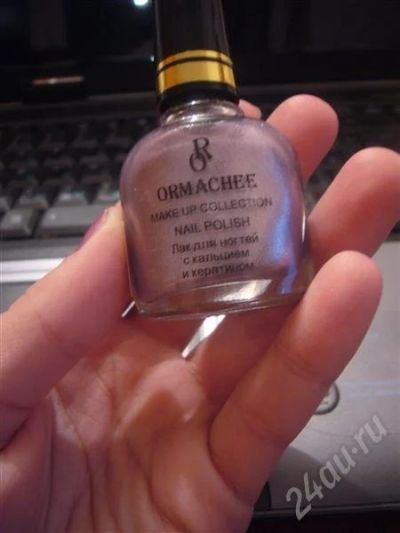 OR
ORMACHEE
MAKE UP COLLECTION
NAIL POLISH
Лак для ногтей
с кальцием
и кератином
24au.ru